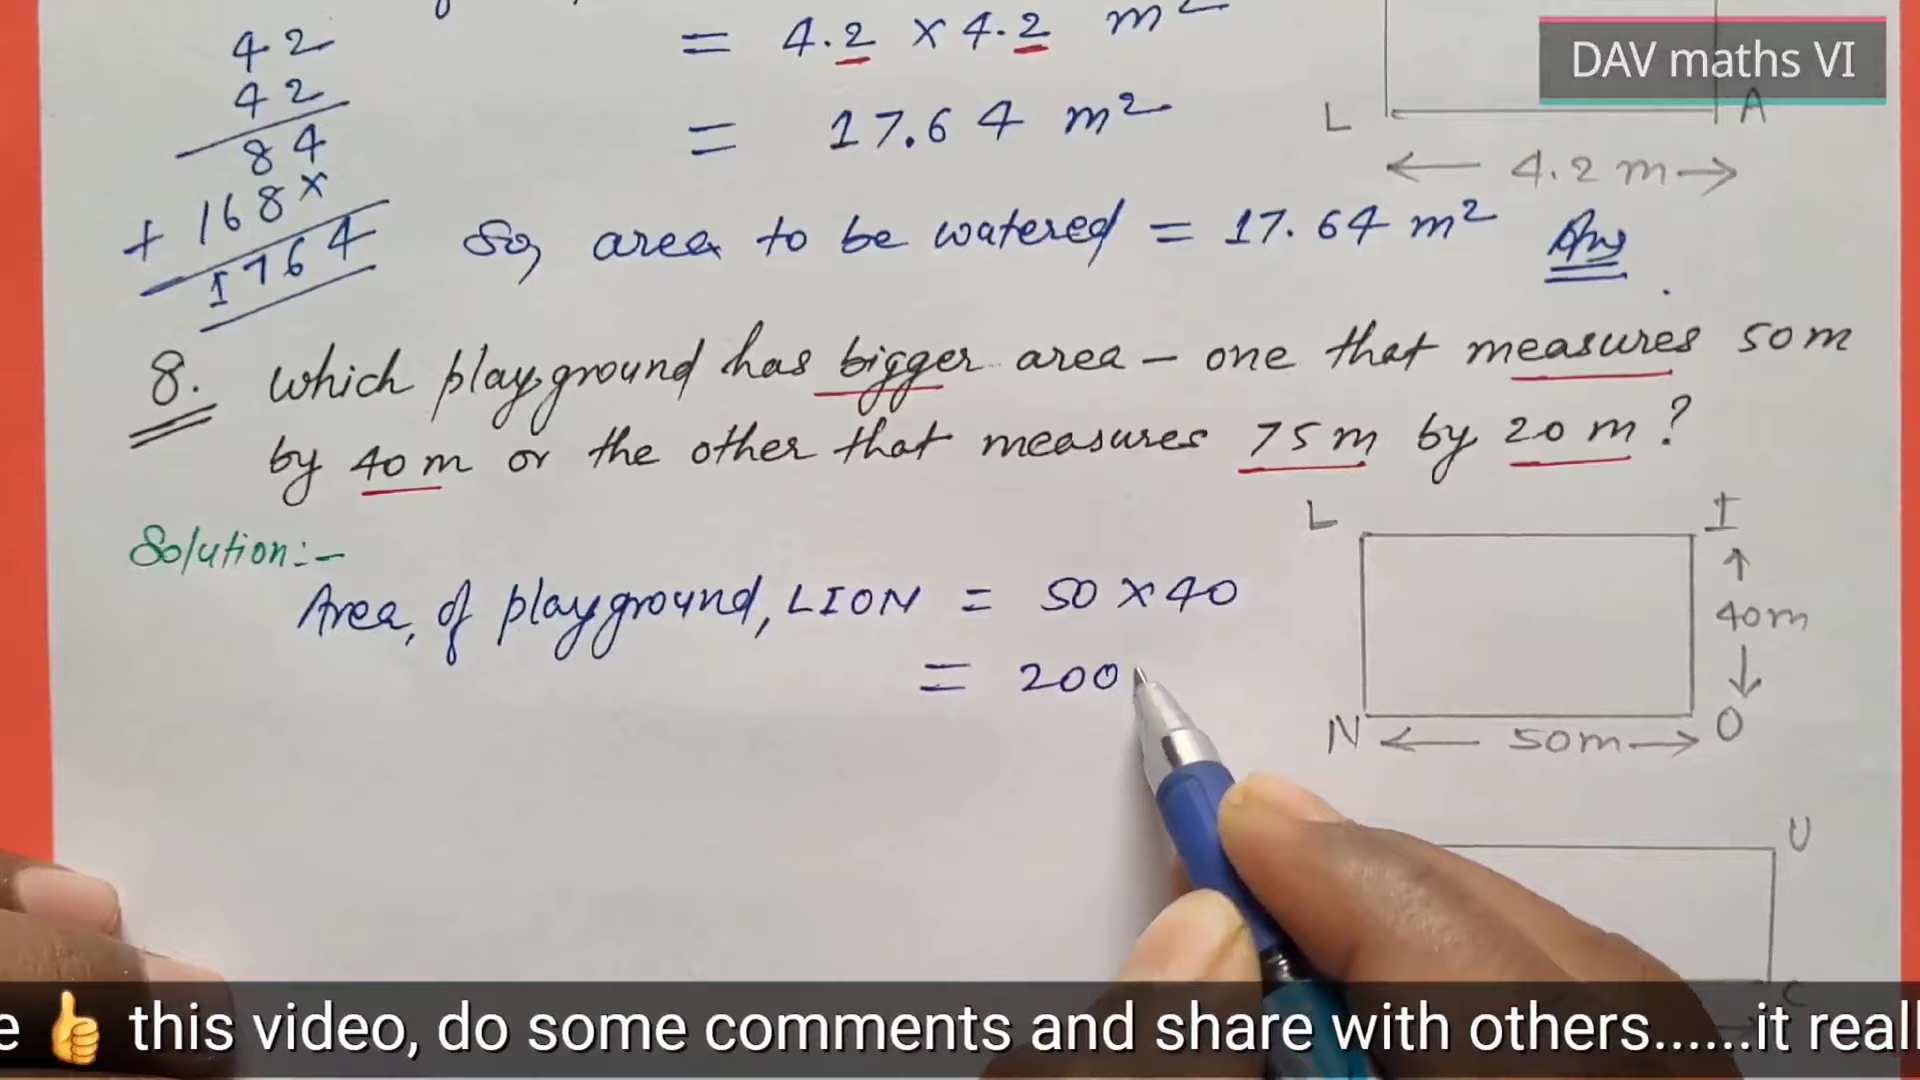 42
42
84
+ 168x
1764
= 4.2 x 4.2 m²
= 17.64 m²
DAV maths VI
L A
4.2 m
So, area to be watered = 17.64 m² Ans
8. Which playground has bigger area - one that measures 50m
by 40m or the other that measures 75m by 20m?
Solution:-
Area, of playground, LION = 50 x 40
= 200
L I
40m
N O
50m
U
C
e 👍 this video, do some comments and share with others......it reall